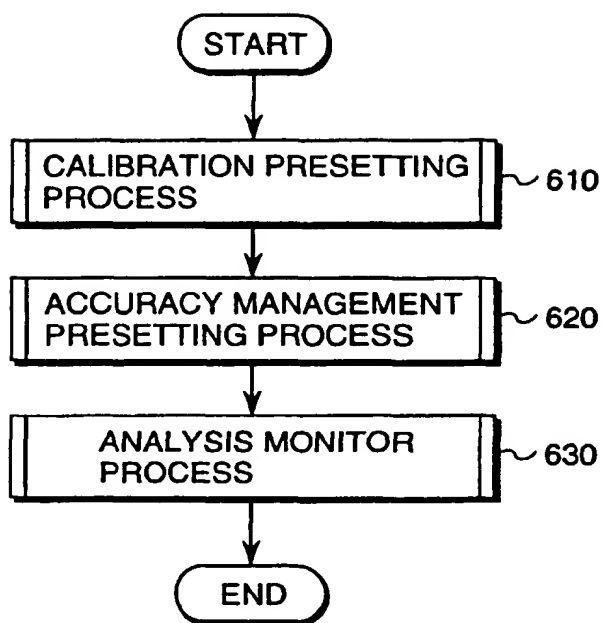 START
CALIBRATION PRESETTING
PROCESS
610
ACCURACY MANAGEMENT
PRESETTING PROCESS
620
ANALYSIS MONITOR
PROCESS
630
END